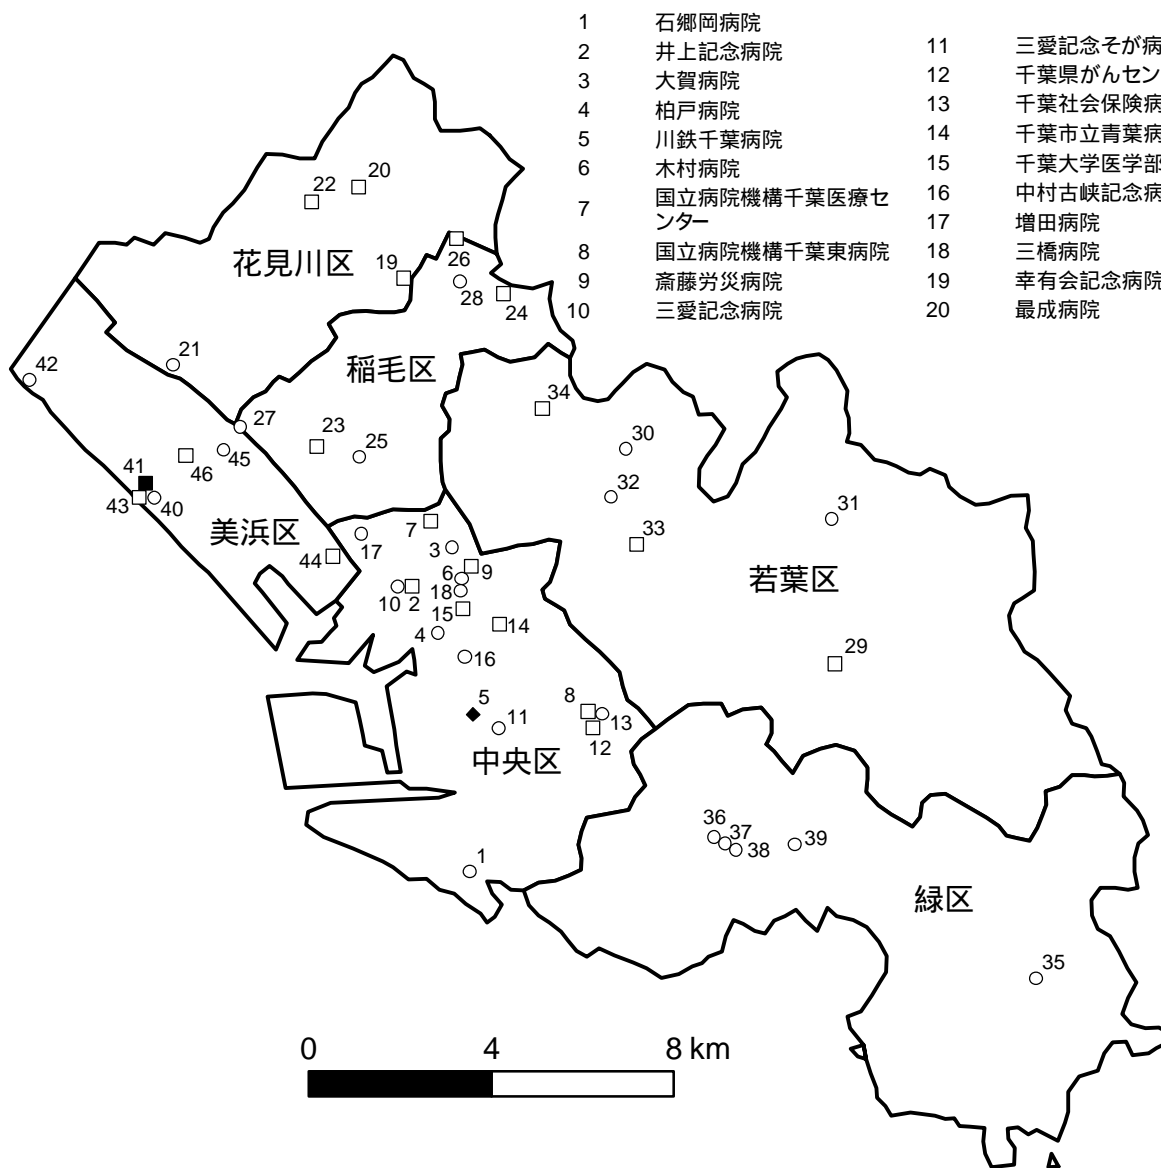 1 石郷岡病院
2 井上記念病院
3 大賀病院
4 柏戸病院
5 川鉄千葉病院
6 木村病院
7 国立病院機構千葉医療セ
ンター
8 国立病院機構千葉東病院
9 斎藤労災病院
10 三愛記念病院
11 三愛記念そが病
12 千葉県がんセン
13 千葉社会保険病
14 千葉市立青葉病
15 千葉大学医学部
16 中村古峡記念病
17 増田病院
18 三橋病院
19 幸有会記念病院
20 最成病院
20
22
花見川区
19
26
28
24
21
稲毛区
42
27
23
25
34
30
45
46
41
43
40
32
31
美浜区
7
17
3
33
44
9
6
18
10
2
15
14
若葉区
4
16
29
5
11
8
13
12
中央区
36
37
38
39
1
緑区
35
0
4
8 km